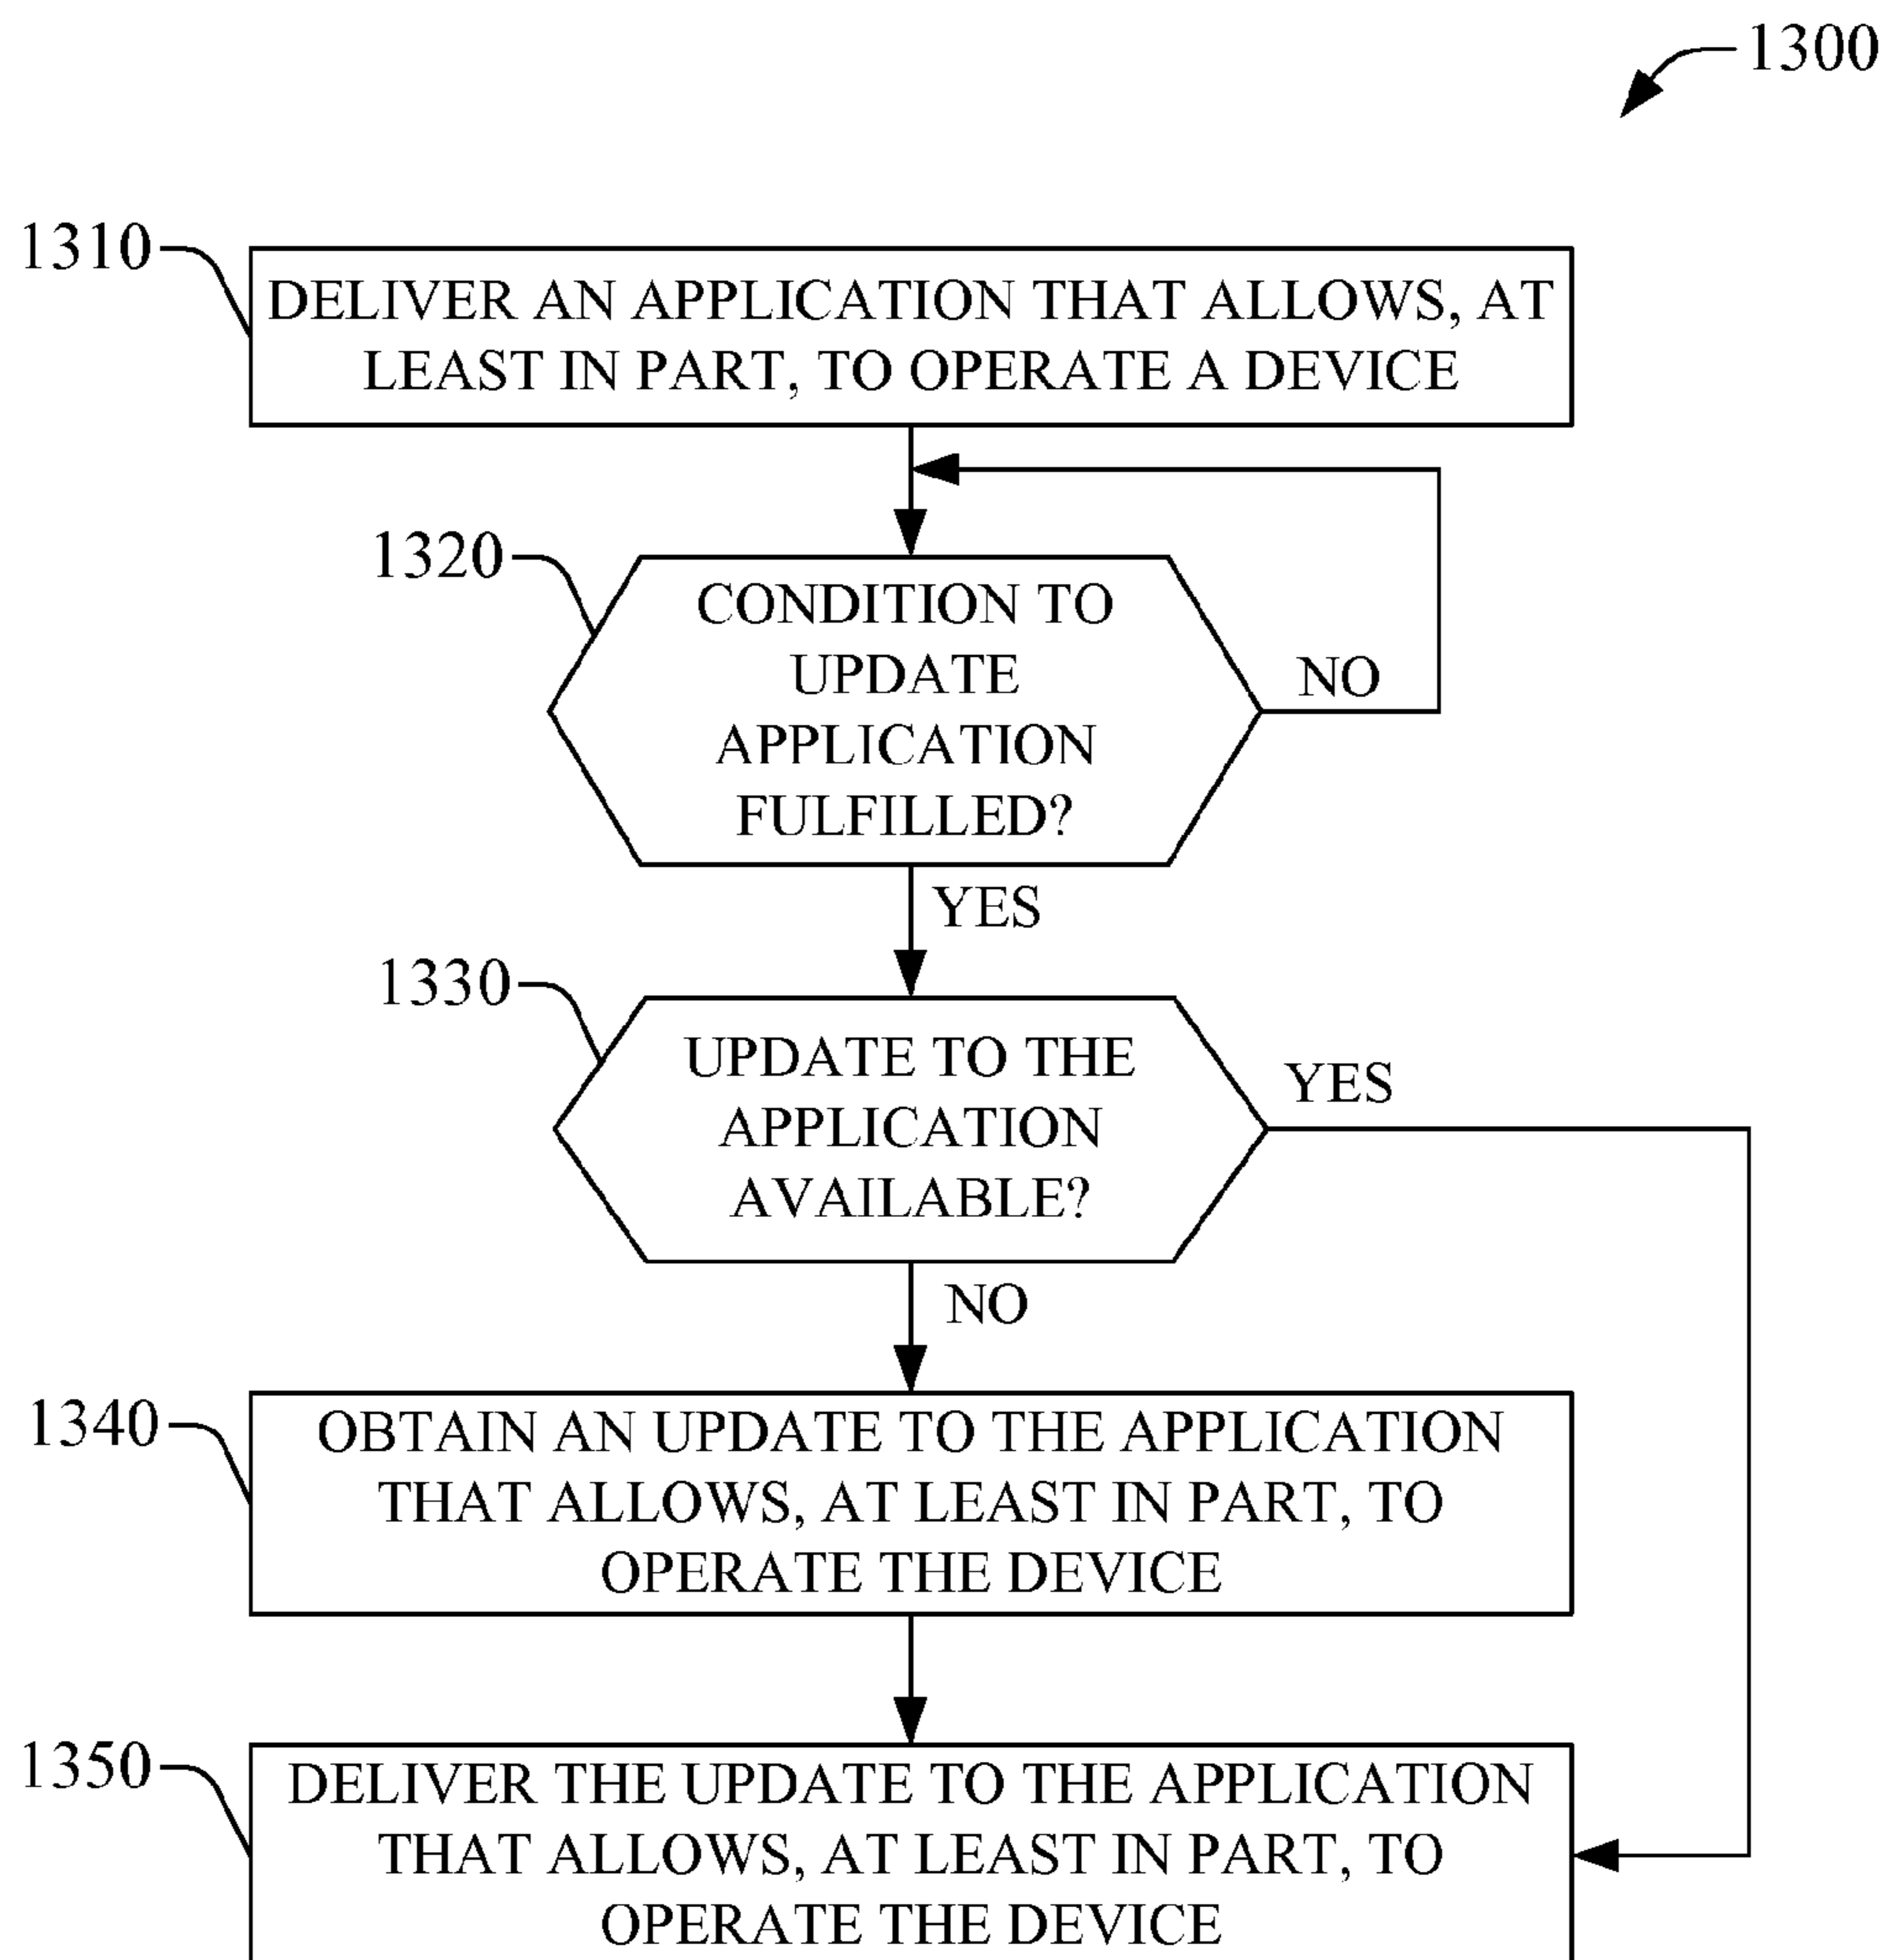 1300
1310
DELIVER AN APPLICATION THAT ALLOWS, AT
LEAST IN PART, TO OPERATE A DEVICE
1320
CONDITION TO
UPDATE
APPLICATION
FULFILLED?
NO
YES
1330
UPDATE TO THE
APPLICATION
AVAILABLE?
YES
NO
1340
OBTAIN AN UPDATE TO THE APPLICATION
THAT ALLOWS, AT LEAST IN PART, TO
OPERATE THE DEVICE
1350
DELIVER THE UPDATE TO THE APPLICATION
THAT ALLOWS, AT LEAST IN PART, TO
OPERATE THE DEVICE